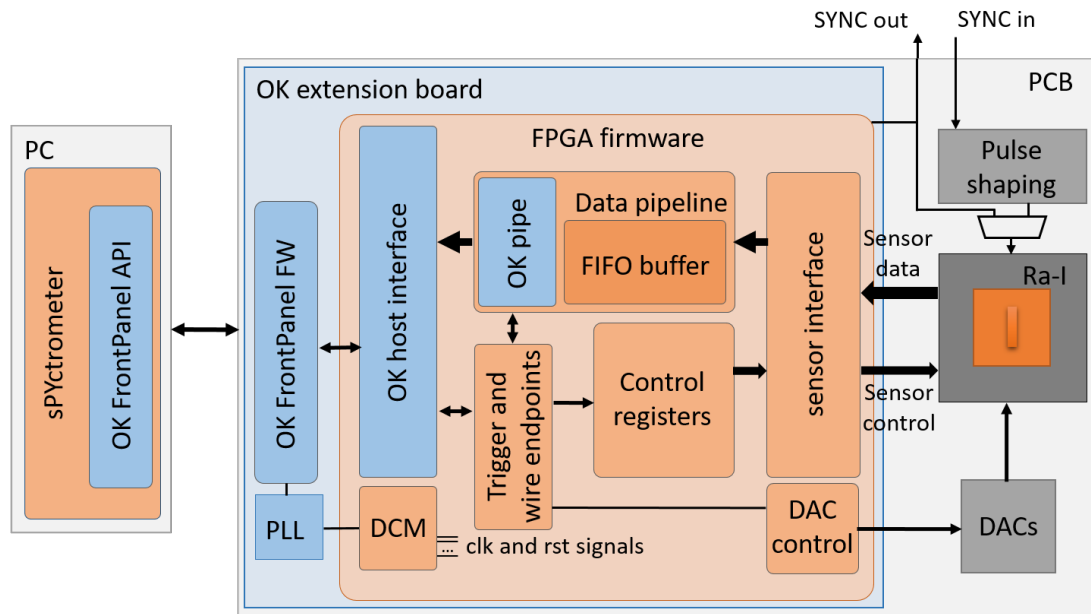 SYNC out
SYNC in
PCB
OK extension board
PC
FPGA firmware
Pulse
shaping
sPYctrometer
OK FrontPanel API
OK FrontPanel FW
OK host interface
Data pipeline
OK pipe
FIFO buffer
sensor interface
Sensor
data
Ra-I
Trigger and
wire endpoints
Control
registers
Sensor
control
PLL
DCM
...
clk and rst signals
DAC
control
DACs